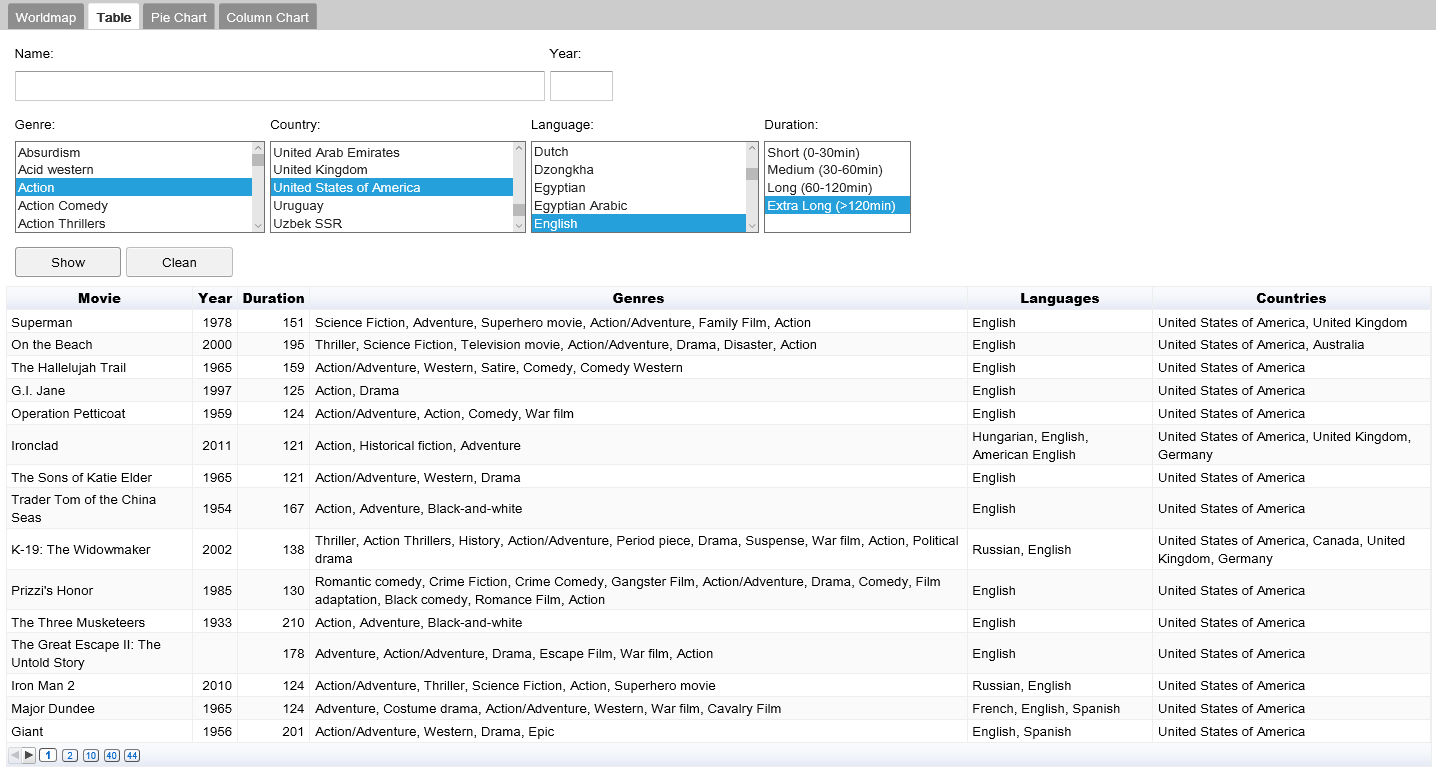 Worldmap Table Pie Chart Column Chart
Name: Year:
Genre: Country: Language: Duration:
Absurdism United Arab Emirates Dutch Short (0-30min)
Acid western United Kingdom Dzongkha Medium (30-60min)
Action United States of America Egyptian Long (60-120min)
Action Comedy Uruguay Egyptian Arabic Extra Long (>120min)
Action Thrillers Uzbek SSR English
Show Clean
Movie Year Duration Genres Languages Countries
Superman 1978 151 Science Fiction, Adventure, Superhero movie, Action/Adventure, Family Film, Action English United States of America, United Kingdom
On the Beach 2000 195 Thriller, Science Fiction, Television movie, Action/Adventure, Drama, Disaster, Action English United States of America, Australia
The Hallelujah Trail 1965 159 Action/Adventure, Western, Satire, Comedy, Comedy Western English United States of America
G.I. Jane 1997 125 Action, Drama English United States of America
Operation Petticoat 1959 124 Action/Adventure, Action, Comedy, War film English United States of America
Hungarian, English, United States of America, United Kingdom,
Ironclad 2011 121 Action, Historical fiction, Adventure
American English Germany
The Sons of Katie Elder 1965 121 Action/Adventure, Western, Drama English United States of America
Trader Tom of the China
1954 167 Action, Adventure, Black-and-white English United States of America
Seas
Thriller, Action Thrillers, History, Action/Adventure, Period piece, Drama, Suspense, War film, Action, Political United States of America, Canada, United
K-19: The Widowmaker 2002 138 Russian, English
drama Kingdom, Germany
Romantic comedy, Crime Fiction, Crime Comedy, Gangster Film, Action/Adventure, Drama, Comedy, Film
Prizzi's Honor 1985 130 English United States of America
adaptation, Black comedy, Romance Film, Action
The Three Musketeers 1933 210 Action, Adventure, Black-and-white English United States of America
The Great Escape II: The
178 Adventure, Action/Adventure, Drama, Escape Film, War film, Action English United States of America
Untold Story
Iron Man 2 2010 124 Action/Adventure, Thriller, Science Fiction, Action, Superhero movie Russian, English United States of America
Major Dundee 1965 124 Adventure, Costume drama, Action/Adventure, Western, War film, Cavalry Film French, English, Spanish United States of America
Giant 1956 201 Action/Adventure, Western, Drama, Epic English, Spanish United States of America
1 2 10 40 44